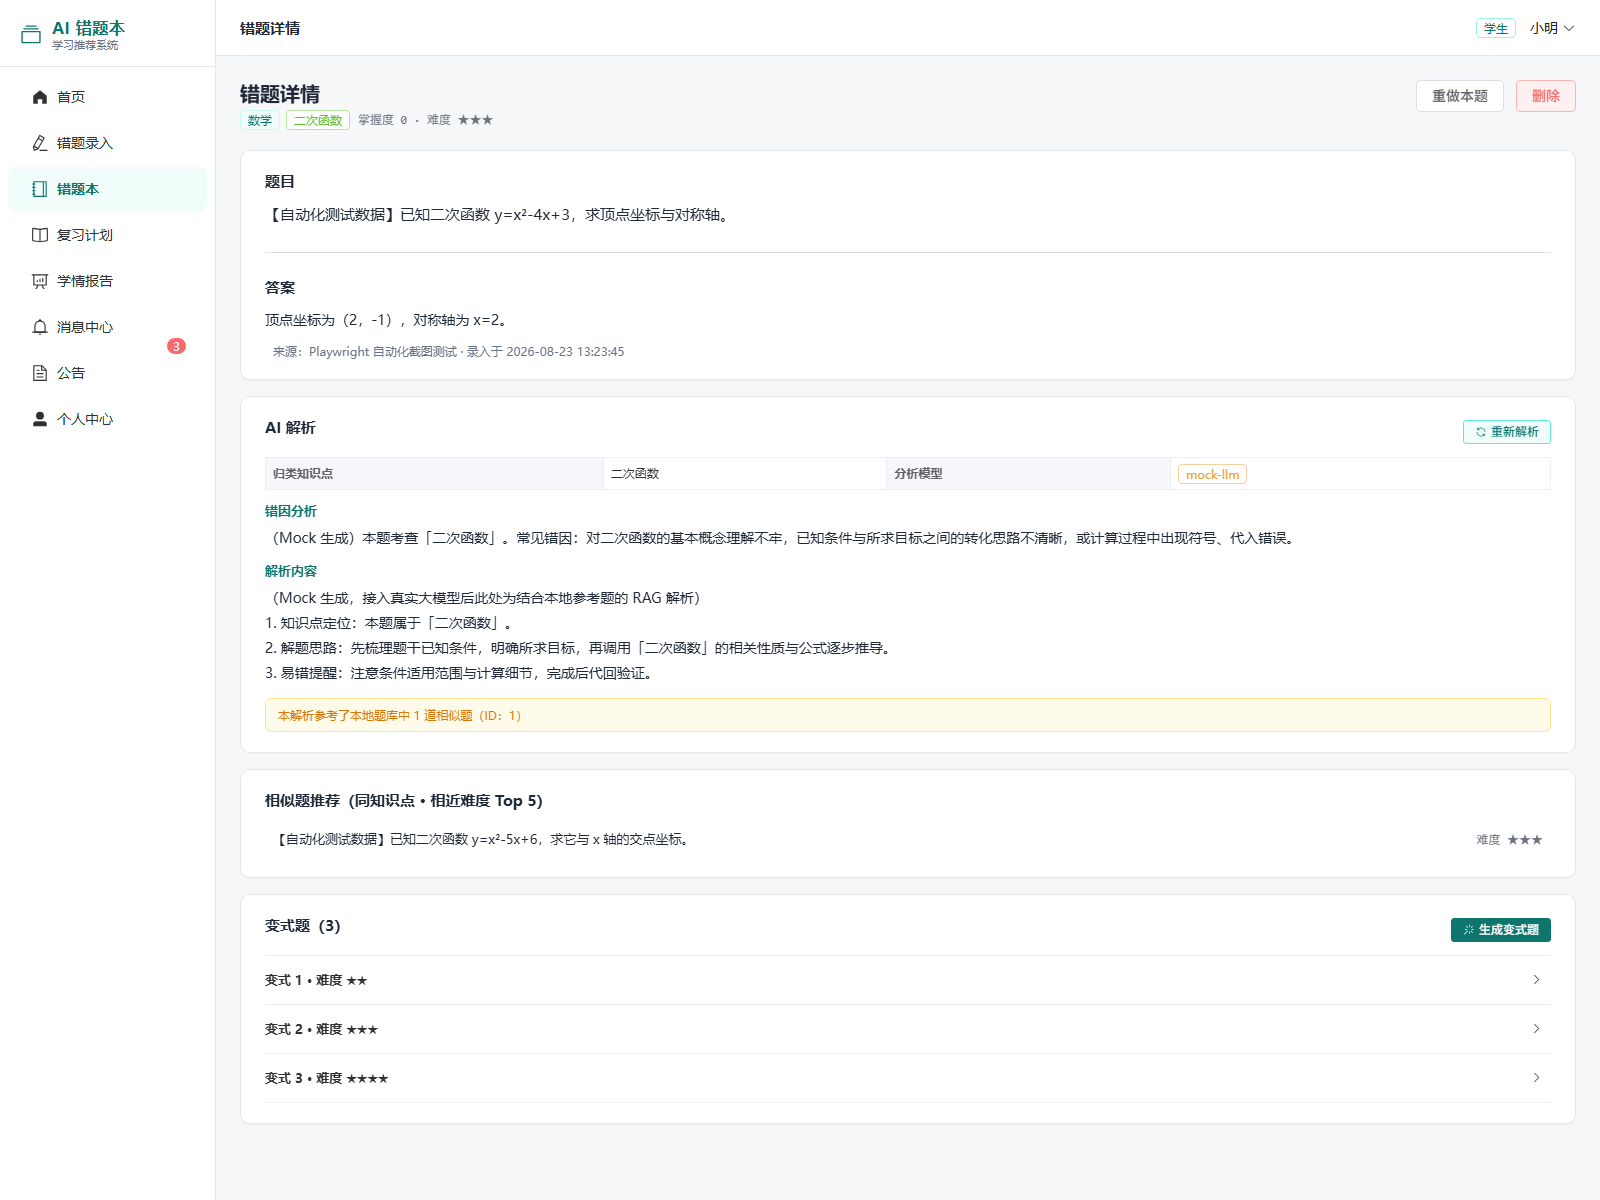 AI 错题本
学习推荐系统
首页
错题录入
错题本
复习计划
学情报告
消息中心
3
公告
个人中心
错题详情
学生 小明
错题详情
重做本题 删除
数学 二次函数 掌握度 0 · 难度 ★★★
题目
【自动化测试数据】已知二次函数 y=x²-4x+3，求顶点坐标与对称轴。
答案
顶点坐标为（2，-1），对称轴为 x=2。
来源：Playwright 自动化截图测试 · 录入于 2026-08-23 13:23:45
AI 解析
重新解析
归类知识点 二次函数 分析模型 mock-llm
错因分析
（Mock 生成）本题考查「二次函数」。常见错因：对二次函数的基本概念理解不牢，已知条件与所求目标之间的转化思路不清晰，或计算过程中出现符号、代入错误。
解析内容
（Mock 生成，接入真实大模型后此处为结合本地参考题的 RAG 解析）
1. 知识点定位：本题属于「二次函数」。
2. 解题思路：先梳理题干已知条件，明确所求目标，再调用「二次函数」的相关性质与公式逐步推导。
3. 易错提醒：注意条件适用范围与计算细节，完成后代回验证。
本解析参考了本地题库中 1 道相似题（ID：1）
相似题推荐（同知识点 • 相近难度 Top 5）
【自动化测试数据】已知二次函数 y=x²-5x+6，求它与 x 轴的交点坐标。
难度 ★★★
变式题（3）
生成变式题
变式 1 • 难度 ★★
变式 2 • 难度 ★★★
变式 3 • 难度 ★★★★